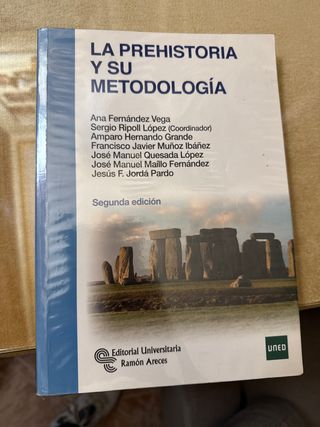 LA PREHISTORIA
Y SU
METODOLOGÍA
Ana Fernández Vega
Sergio Ripoll López (Coordinador)
Amparo Hernando Grande
Francisco Javier Muñoz Ibáñez
José Manuel Quesada López
José Manuel Maíllo Fernández
Jesús F. Jordá Pardo
Segunda edición
Editorial Universitaria
Ramón Areces
UNED